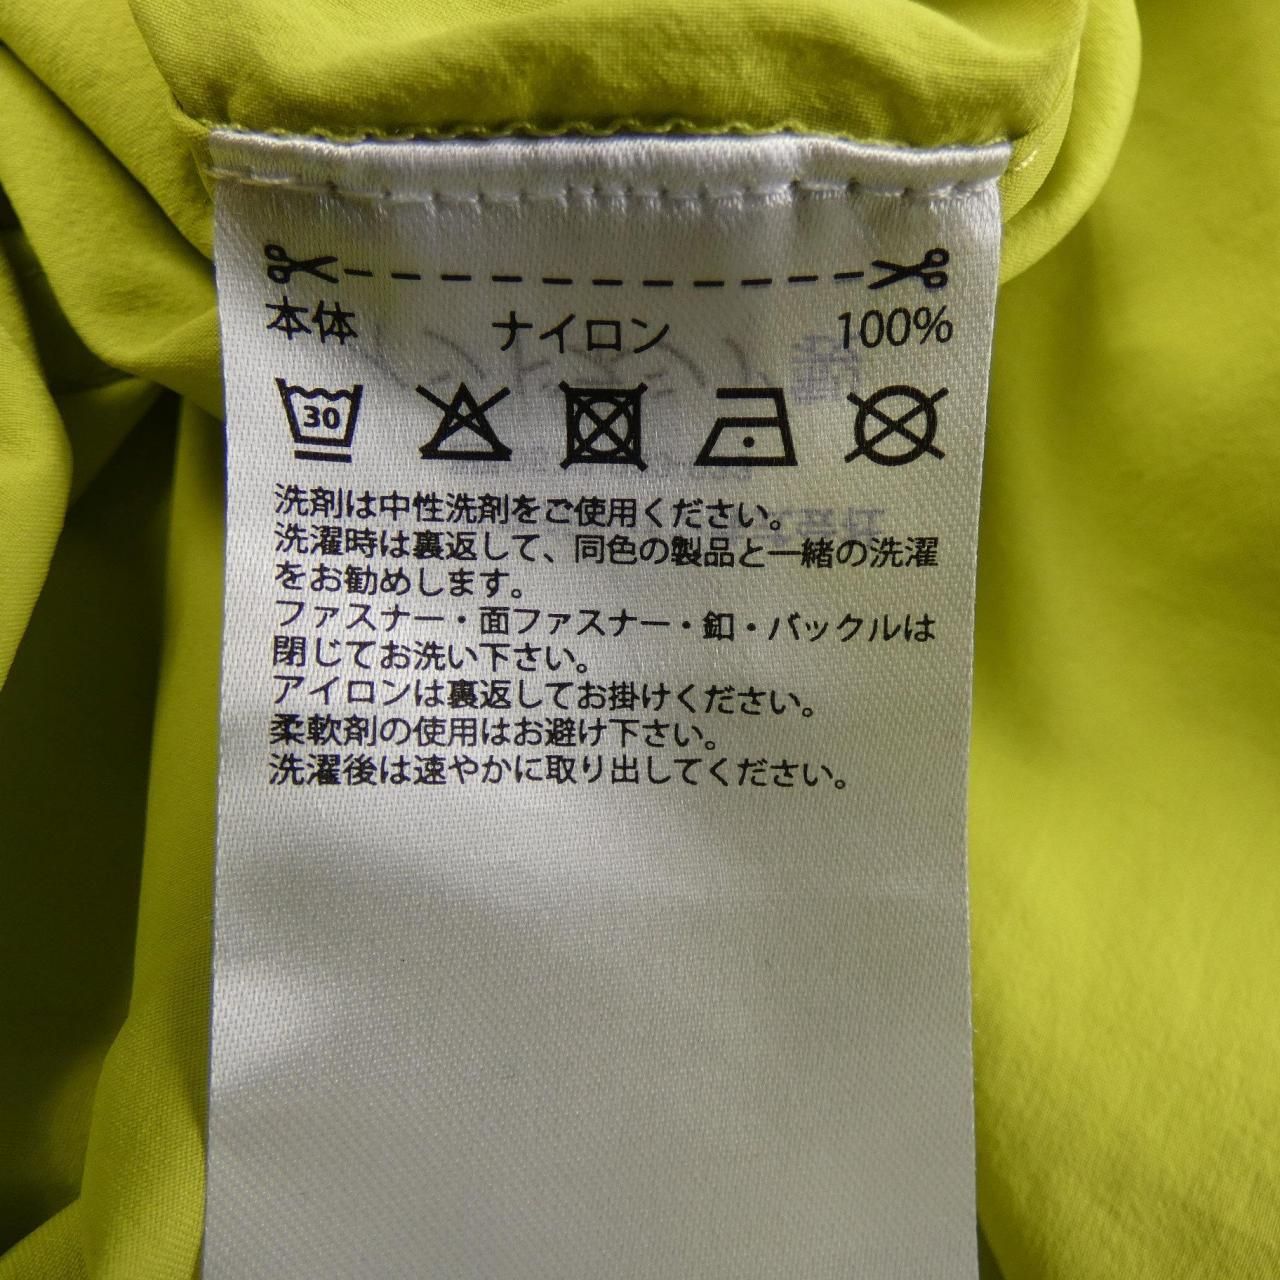 本体 ナイロン 100%
30
洗剤は中性洗剤をご使用ください。
洗濯時は裏返して、同色の製品と一緒の洗濯
をお勧めします。
ファスナー・面ファスナー・釦・バックルは
閉じてお洗い下さい。
アイロンは裏返してお掛けください。
柔軟剤の使用はお避け下さい。
洗濯後は速やかに取り出してください。